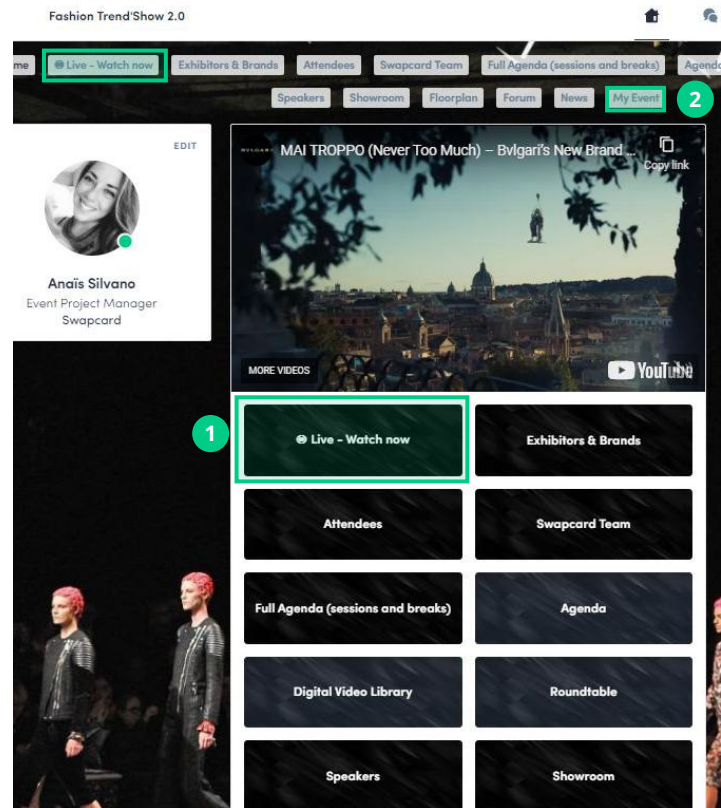 Fashion Trend'Show 2.0
me Live - Watch now Exhibitors & Brands Attendees Swapcard Team Full Agenda (sessions and breaks) Agenda
Speakers Showroom Floorplan Forum News My Event 2
EDIT
Anaïs Silvano
Event Project Manager
Swapcard
BVLGARI MAI TROPPO (Never Too Much) – Bvlgari's New Brand ...
Copy link
MORE VIDEOS
YouTube
1
Live - Watch now
Exhibitors & Brands
Attendees
Swapcard Team
Full Agenda (sessions and breaks)
Agenda
Digital Video Library
Roundtable
Speakers
Showroom